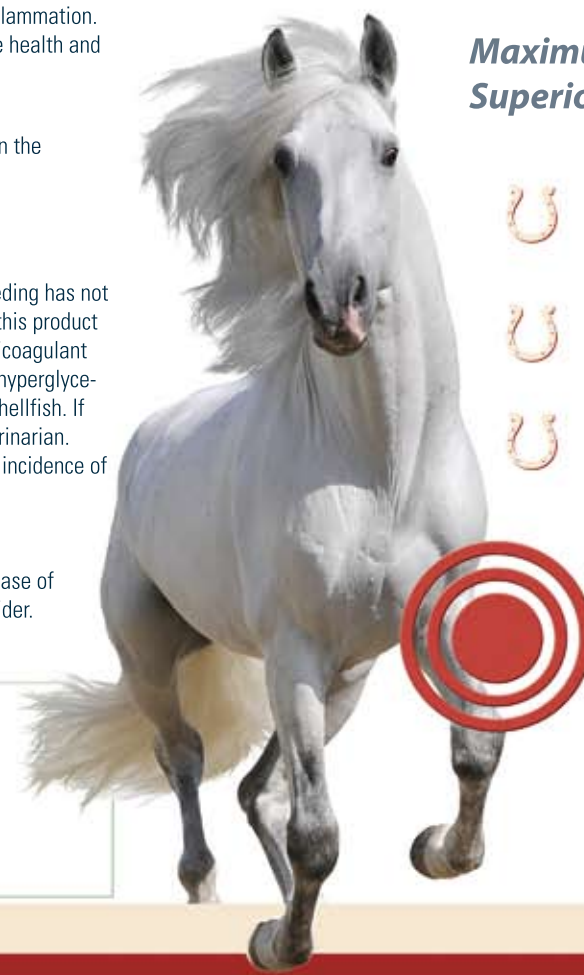 lammation.
e health and
n the
eding has not
this product
coagulant
hyperglyce-
hellfish. If
rinarian.
incidence of
ase of
der.
Maximu
Superio